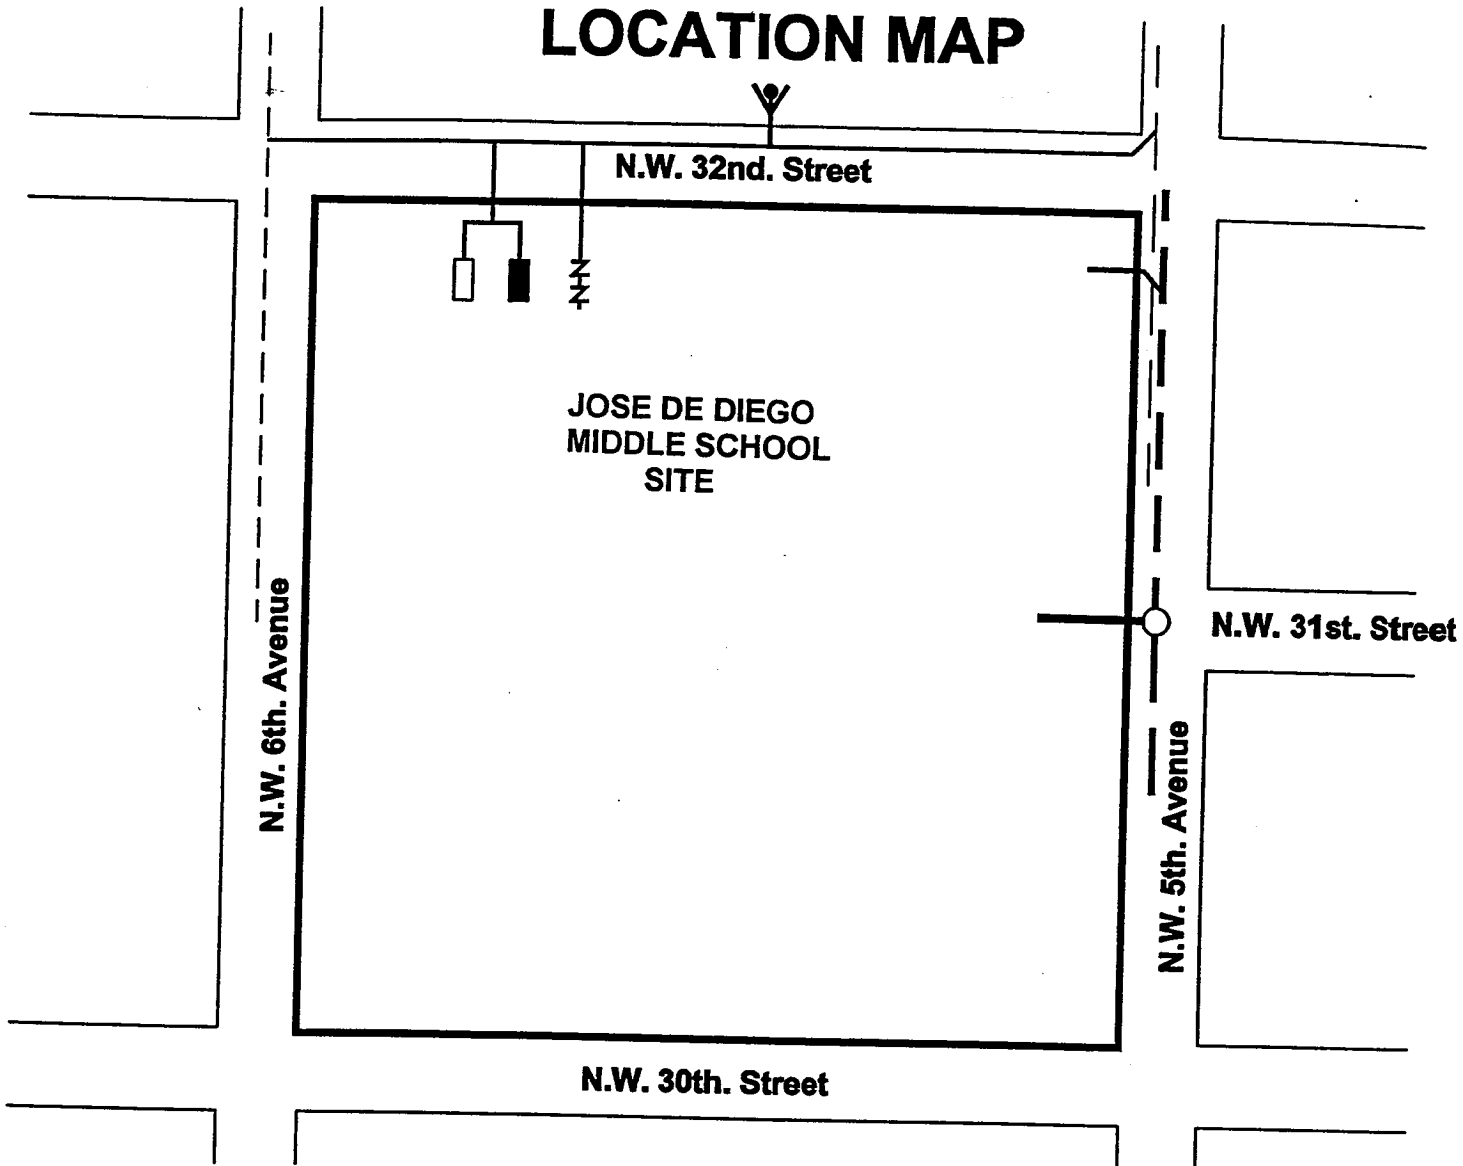 LOCATION MAP
N.W. 32nd. Street
JOSE DE DIEGO
MIDDLE SCHOOL
SITE
N.W. 6th. Avenue
N.W. 31st. Street
N.W. 5th. Avenue
N.W. 30th. Street